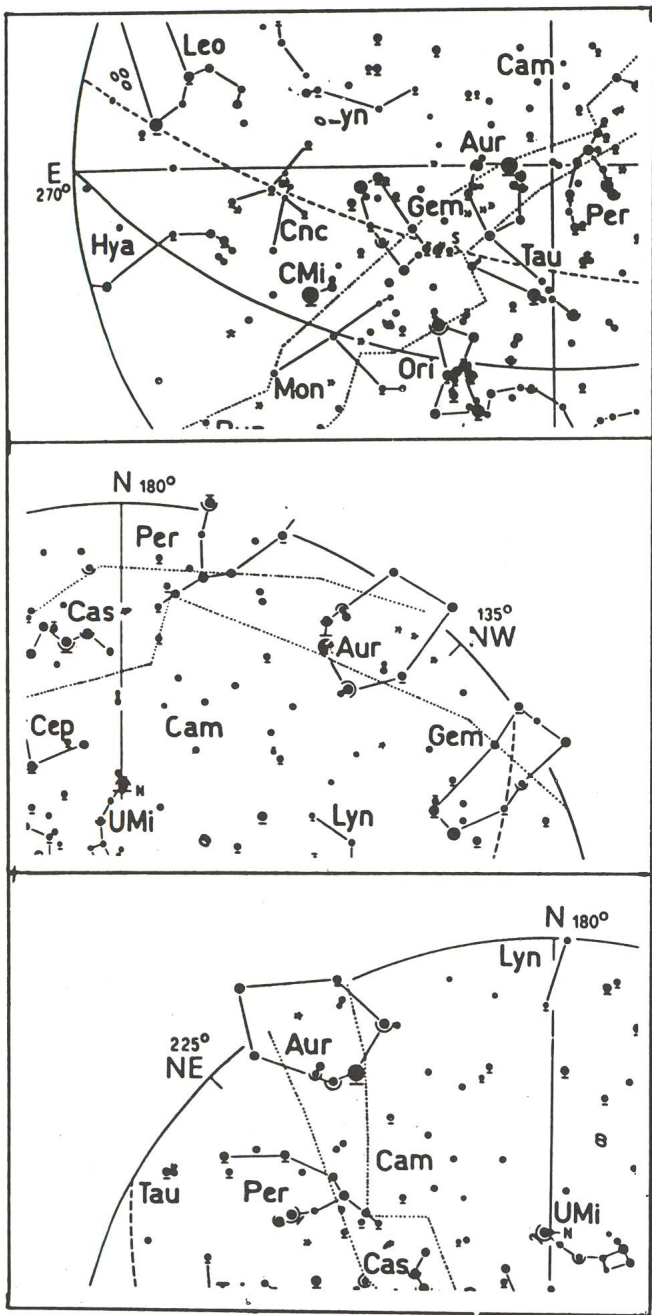 Leo
Cam
yn
Aur
E
270°
Gem
Per
Hya
Cnc
S
Tau
CMi
Ori
Mon
N 180°
Per
Cas
135°
NW
Aur
Cep
Cam
Gem
N
UMi
Lyn
N 180°
Lyn
225°
NE
Aur
Cam
Tau
Per
UMi
N
Cas